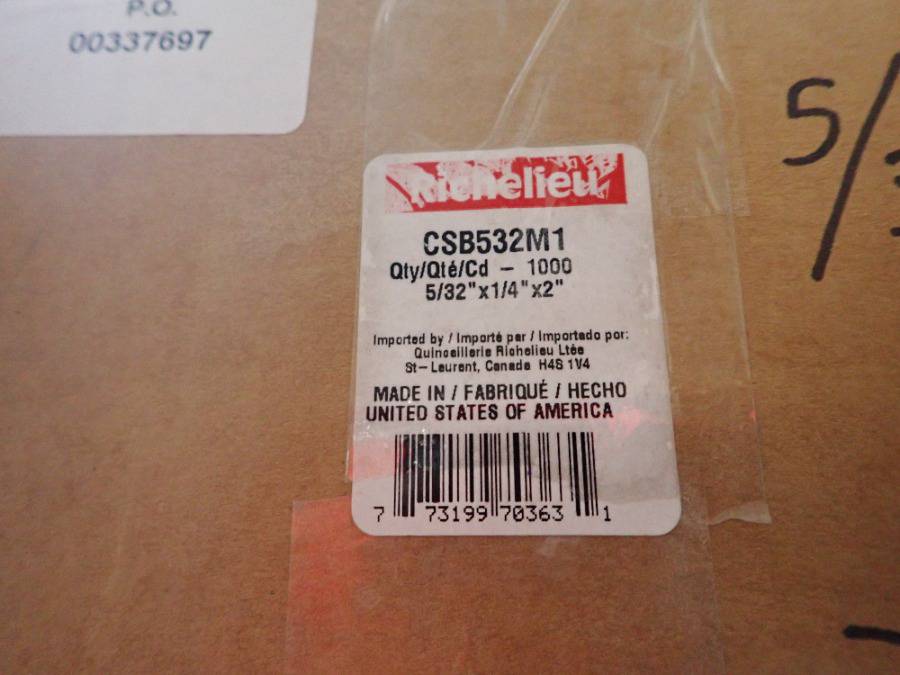 P.O.
00337697
5/3
Richelieu
CSB532M1
Qty/Qté/Cd - 1000
5/32"x1/4"x2"
Imported by / Importé par / Importado por:
Quincaillerie Richelieu Ltée
St-Laurent, Canada H4S 1V4
MADE IN / FABRIQUÉ / HECHO
UNITED STATES OF AMERICA
7 73199 70363 1